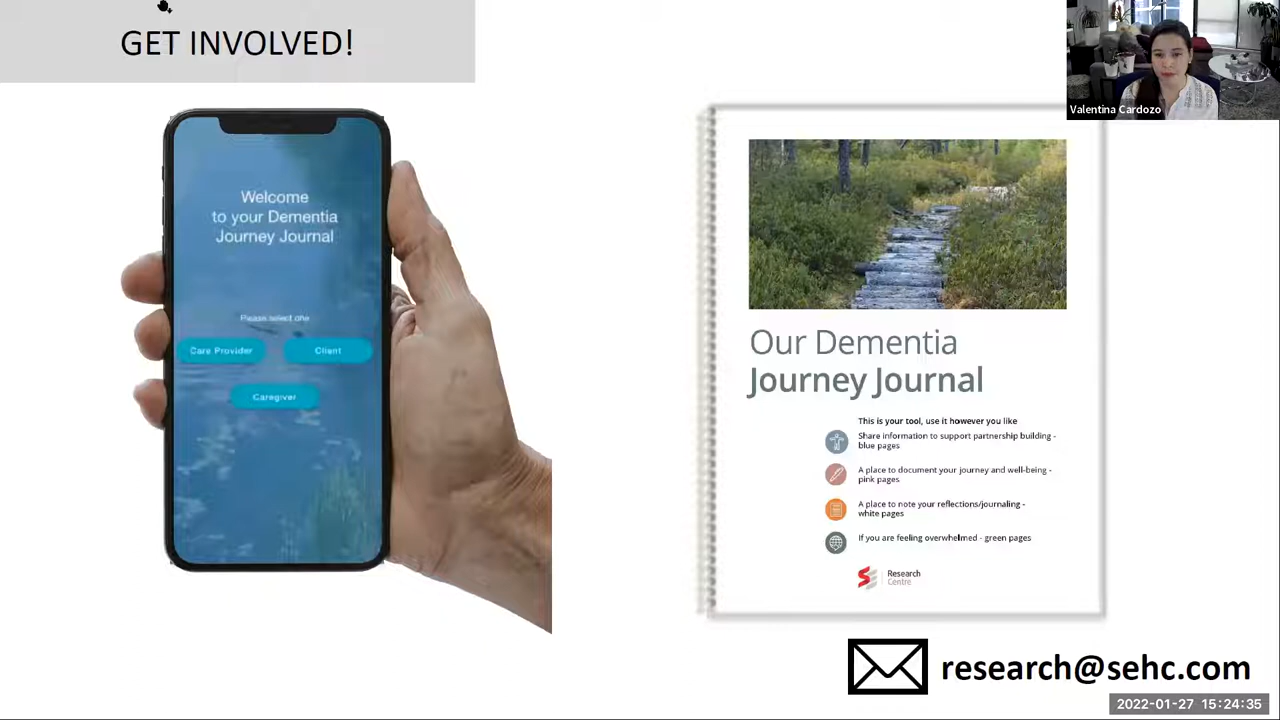 GET INVOLVED!
Valentina Cardozo
Welcome
to your Dementia
Journey Journal
Please select one
Care Provider
Client
Caregiver
Our Dementia
Journey Journal
This is your tool, use it however you like
Share information to support partnership building -
blue pages
A place to document your journey and well-being -
pink pages
A place to note your reflections/journaling -
white pages
If you are feeling overwhelmed - green pages
Research
Centre
research@sehc.com
2022-01-27 15:24:35